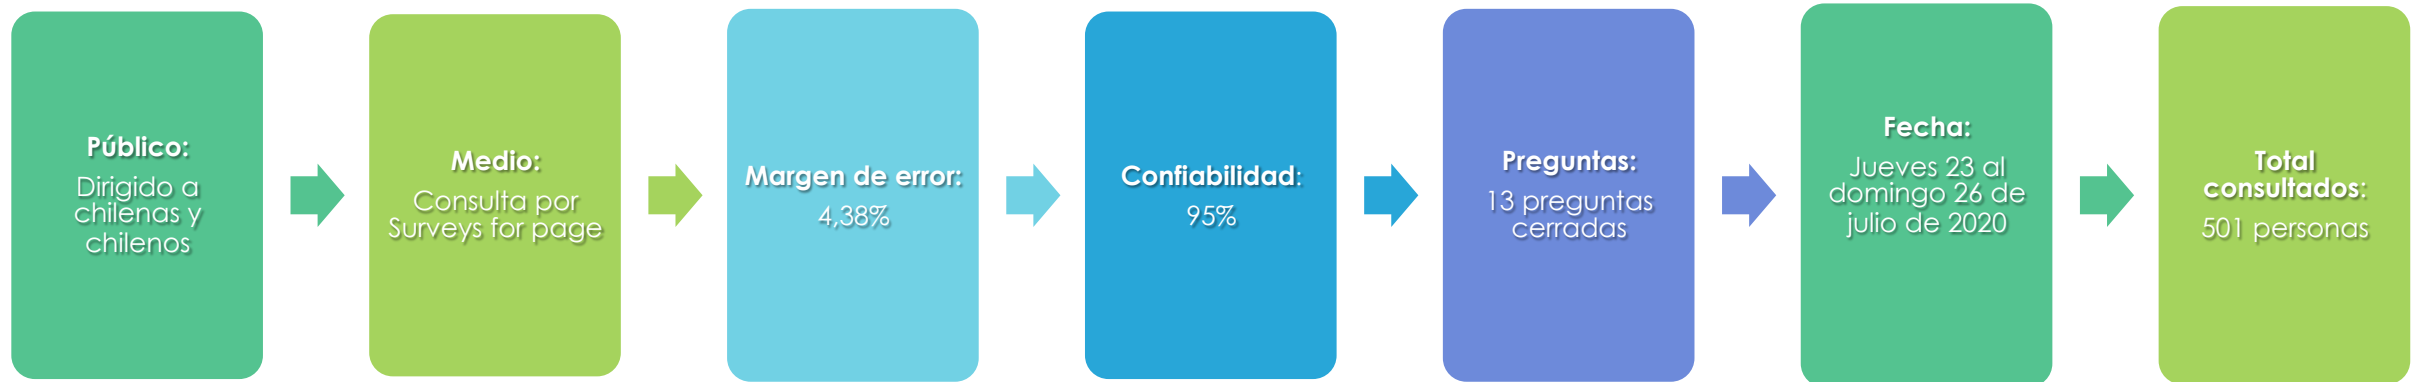 Público:
Dirigido a
chilenas y
chilenos
Medio:
Consulta por
Surveys for page
Margen de error:
4,38%
Confiabilidad:
95%
Preguntas:
13 preguntas
cerradas
Fecha:
Jueves 23 al
domingo 26 de
julio de 2020
Total
consultados:
501 personas